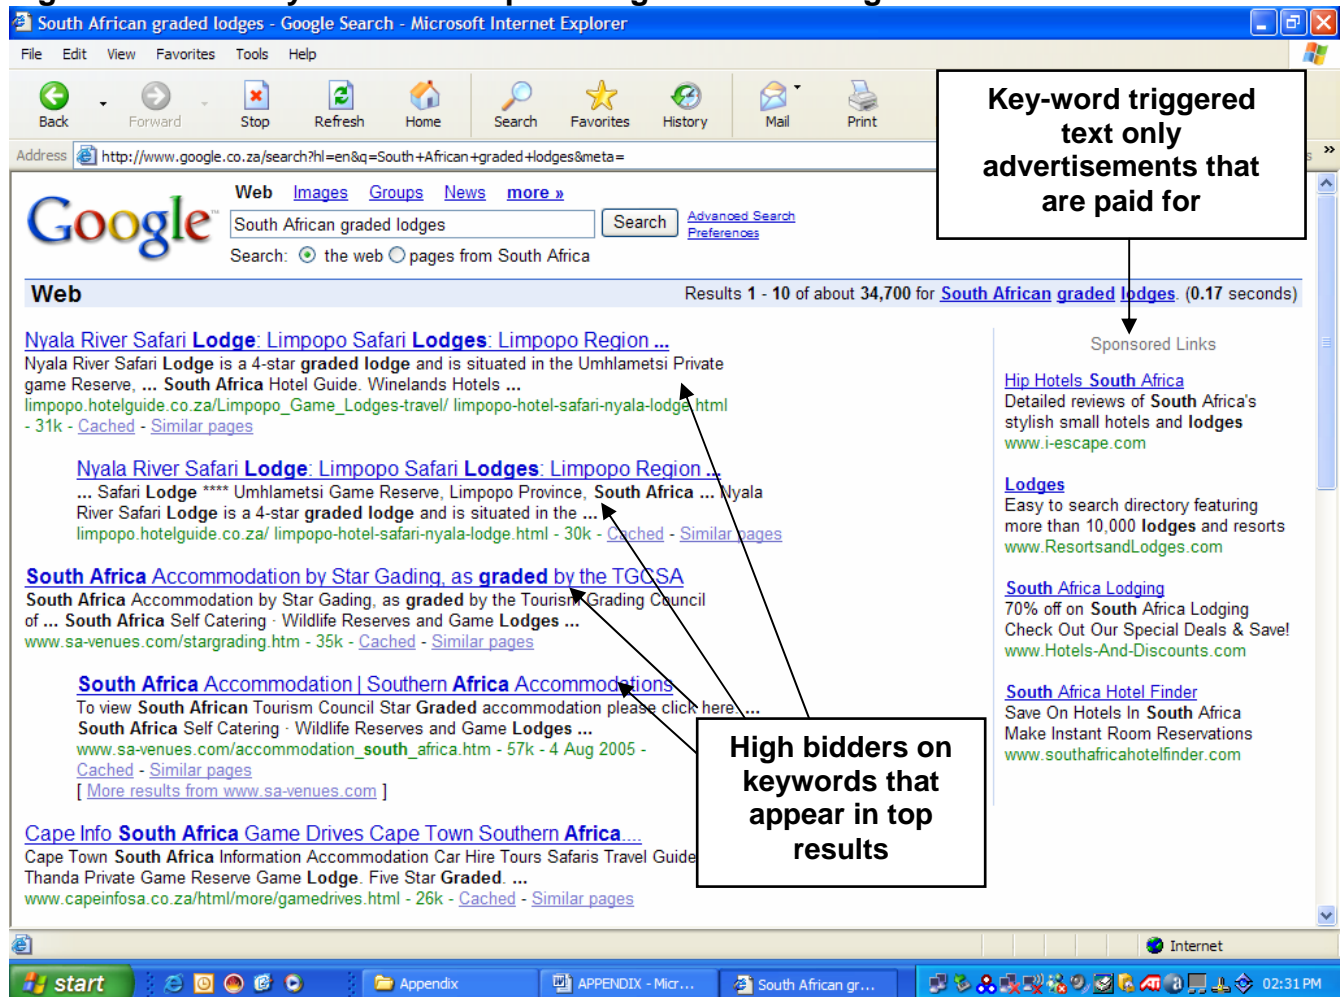 South African graded lodges - Google Search - Microsoft Internet Explorer
File Edit View Favorites Tools Help
Back Forward Stop Refresh Home Search Favorites History Mail Print
Address http://www.google.co.za/search?hl=en&q=South+African+graded+lodges&meta=
Key-word triggered
text only
advertisements that
are paid for
Google™
Web Images Groups News more »
South African graded lodges Search Advanced Search
Preferences
Search: the web pages from South Africa
Web Results 1 - 10 of about 34,700 for South African graded lodges. (0.17 seconds)
Nyala River Safari Lodge: Limpopo Safari Lodges: Limpopo Region ...
Nyala River Safari Lodge is a 4-star graded lodge and is situated in the Umhlametsi Private
game Reserve, ... South Africa Hotel Guide. Winelands Hotels ...
limpopo.hotelguide.co.za/Limpopo_Game_Lodges-travel/ limpopo-hotel-safari-nyala-lodge.html
- 31k - Cached - Similar pages
Nyala River Safari Lodge: Limpopo Safari Lodges: Limpopo Region ...
... Safari Lodge **** Umhlametsi Game Reserve, Limpopo Province, South Africa ... Nyala
River Safari Lodge is a 4-star graded lodge and is situated in the ...
limpopo.hotelguide.co.za/ limpopo-hotel-safari-nyala-lodge.html - 30k - Cached - Similar pages
South Africa Accommodation by Star Gading, as graded by the TGCSA
South Africa Accommodation by Star Gading, as graded by the Tourism Grading Council
of ... South Africa Self Catering · Wildlife Reserves and Game Lodges ...
www.sa-venues.com/stargrading.htm - 35k - Cached - Similar pages
South Africa Accommodation | Southern Africa Accommodations
To view South African Tourism Council Star Graded accommodation please click here. ...
South Africa Self Catering · Wildlife Reserves and Game Lodges ...
www.sa-venues.com/accommodation_south_africa.htm - 57k - 4 Aug 2005 -
Cached - Similar pages
[ More results from www.sa-venues.com ]
Cape Info South Africa Game Drives Cape Town Southern Africa....
Cape Town South Africa Information Accommodation Car Hire Tours Safaris Travel Guide
Thanda Private Game Reserve Game Lodge. Five Star Graded. ...
www.capeinfosa.co.za/html/more/gamedrives.html - 26k - Cached - Similar pages
High bidders on
keywords that
appear in top
results
Sponsored Links
Hip Hotels South Africa
Detailed reviews of South Africa's
stylish small hotels and lodges
www.i-escape.com
Lodges
Easy to search directory featuring
more than 10,000 lodges and resorts
www.ResortsandLodges.com
South Africa Lodging
70% off on South Africa Lodging
Check Out Our Special Deals & Save!
www.Hotels-And-Discounts.com
South Africa Hotel Finder
Save On Hotels In South Africa
Make Instant Room Reservations
www.southafricahotelfinder.com
Internet
start Appendix APPENDIX - Micr... South African gr... 02:31 PM